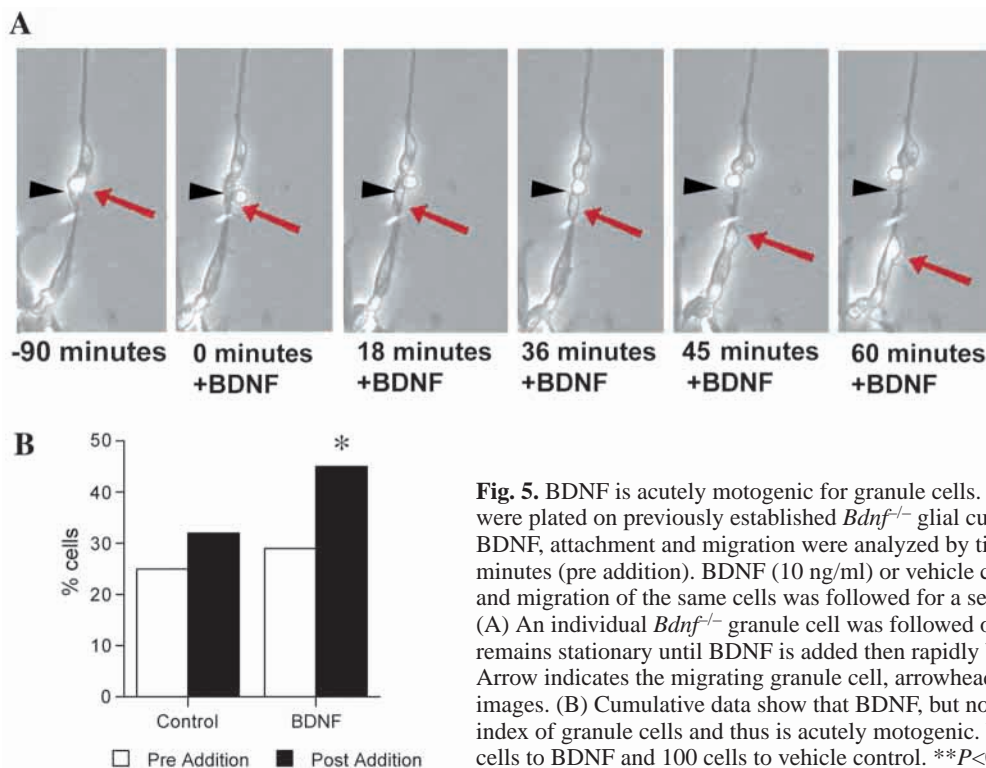 A
-90 minutes
0 minutes
+BDNF
18 minutes
+BDNF
36 minutes
+BDNF
45 minutes
+BDNF
60 minutes
+BDNF
B
50
40
30
20
10
0
% cells
*
Control
BDNF
Pre Addition
Post Addition
Fig. 5. BDNF is acutely motogenic for granule cells.
were plated on previously established Bdnf–/– glial cu
BDNF, attachment and migration were analyzed by ti
minutes (pre addition). BDNF (10 ng/ml) or vehicle c
and migration of the same cells was followed for a se
(A) An individual Bdnf–/– granule cell was followed o
remains stationary until BDNF is added then rapidly
Arrow indicates the migrating granule cell, arrowhead
images. (B) Cumulative data show that BDNF, but no
index of granule cells and thus is acutely motogenic.
cells to BDNF and 100 cells to vehicle control. **P<